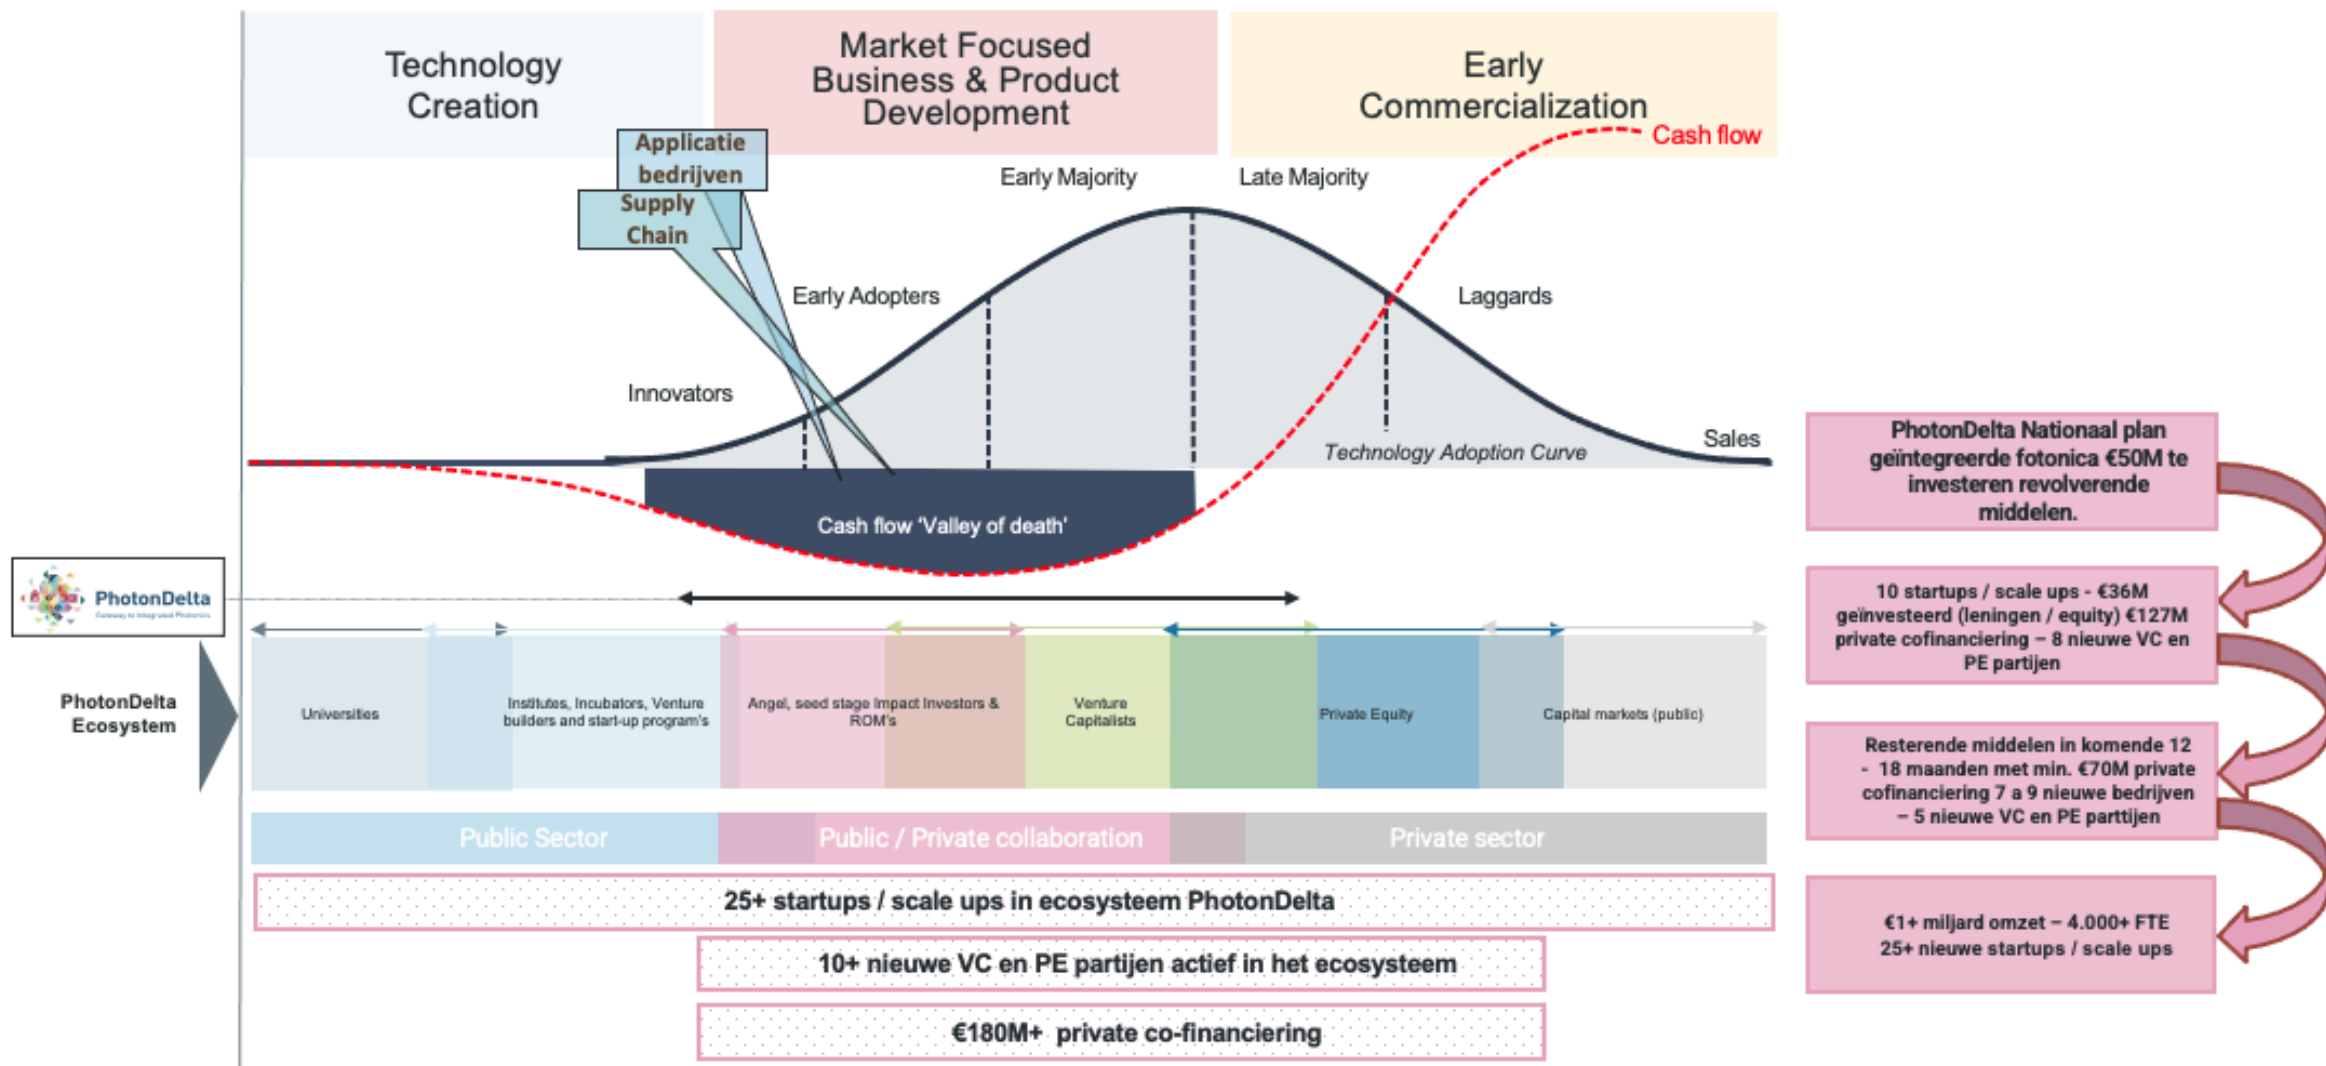 Technology
Creation
Market Focused
Business & Product
Development
Early
Commercialization
Cash flow
Applicatie
bedrijven
Supply
Chain
Early Majority
Late Majority
Early Adopters
Laggards
Innovators
Technology Adoption Curve
Sales
Cash flow ‘Valley of death’
PhotonDelta
Gateway to Integrated Photonics
PhotonDelta
Ecosystem
Universities
Institutes, Incubators, Venture
builders and start-up program's
Angel, seed stage Impact Investors &
ROM's
Venture
Capitalists
Private Equity
Capital markets (public)
Public Sector
Public / Private collaboration
Private sector
25+ startups / scale ups in ecosysteem PhotonDelta
10+ nieuwe VC en PE partijen actief in het ecosysteem
€180M+ private co-financiering
PhotonDelta Nationaal plan
geïntegreerde fotonica €50M te
investeren revolverende
middelen.
10 startups / scale ups - €36M
geïnvesteerd (leningen / equity) €127M
private cofinanciering – 8 nieuwe VC en
PE partijen
Resterende middelen in komende 12
- 18 maanden met min. €70M private
cofinanciering 7 a 9 nieuwe bedrijven
– 5 nieuwe VC en PE parttijen
€1+ miljard omzet – 4.000+ FTE
25+ nieuwe startups / scale ups